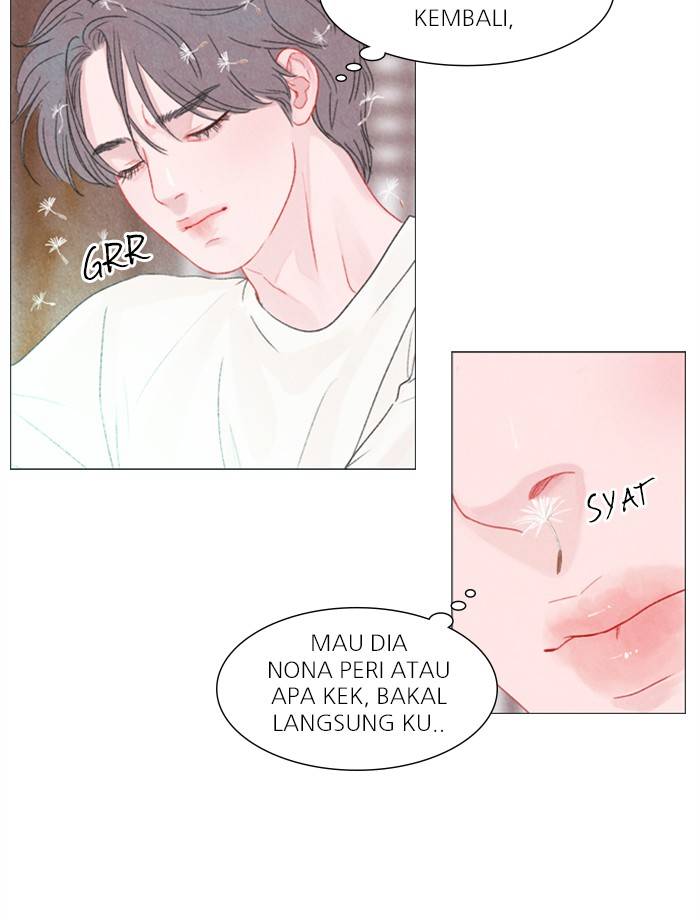 KEMBALI,
GRR
SYAT
MAU DIA
NONA PERI ATAU
APA KEK, BAKAL
LANGSUNG KU..